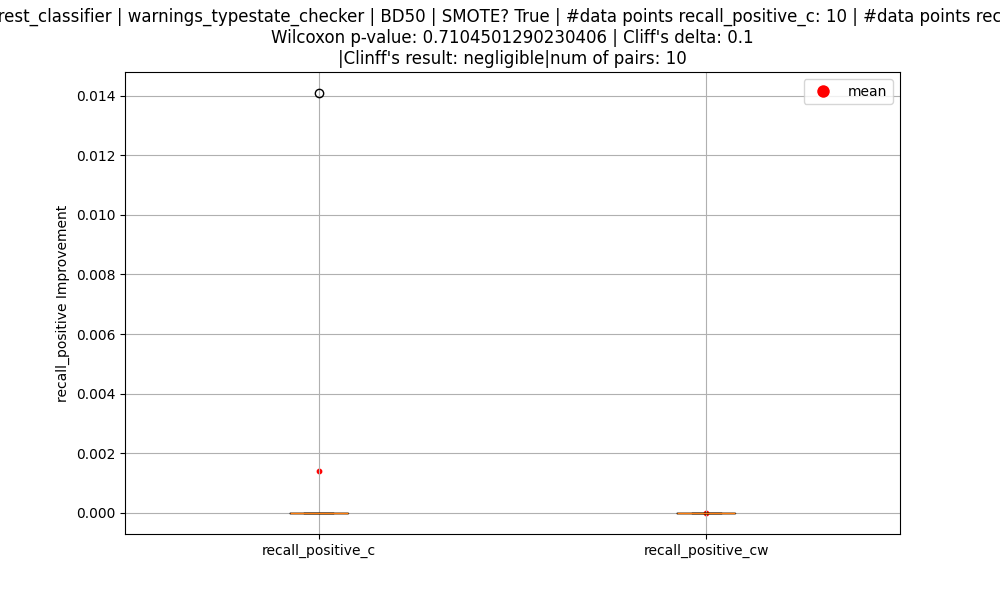 rest_classifier | warnings_typestate_checker | BD50 | SMOTE? True | #data points recall_positive_c: 10 | #data points rec
Wilcoxon p-value: 0.7104501290230406 | Cliff's delta: 0.1
|Clinff's result: negligible|num of pairs: 10
mean
0.014
0.012
0.010
0.008
0.006
0.004
0.002
0.000
recall_positive Improvement
recall_positive_c
recall_positive_cw